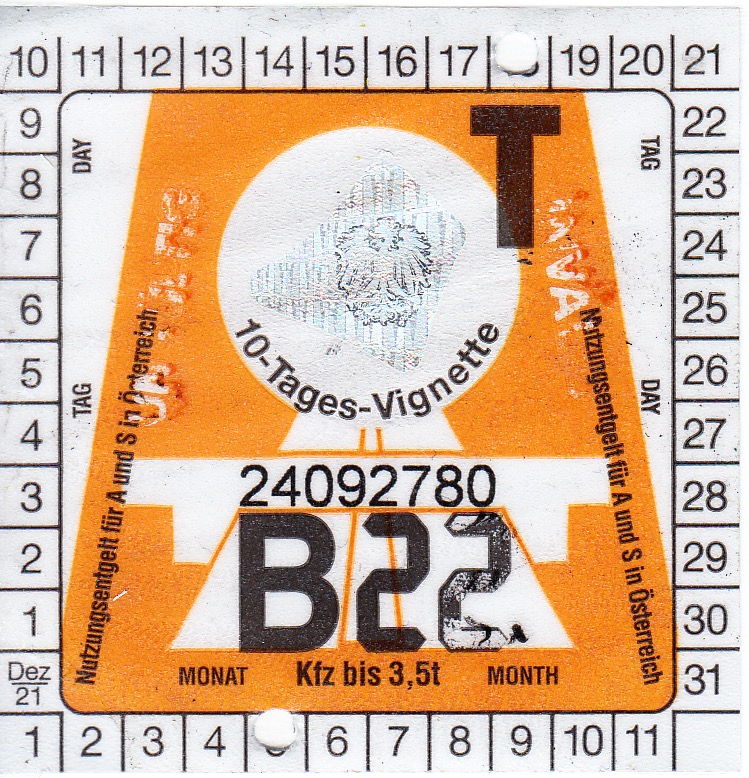 10 11 12 13 14 15 16 17 19 20 21
9
8
7
6
5
4
3
2
1
Dez
21
DAY
TAG
T
TAG
DAY
22
23
24
25
26
27
28
29
30
31
10-Tages-Vignette
Nutzungsentgelt für A und S in Österreich
Nutzungsentgelt für A und S in Österreich
24092780
B22
MONAT Kfz bis 3,5t MONTH
1 2 3 4 6 7 8 9 10 11